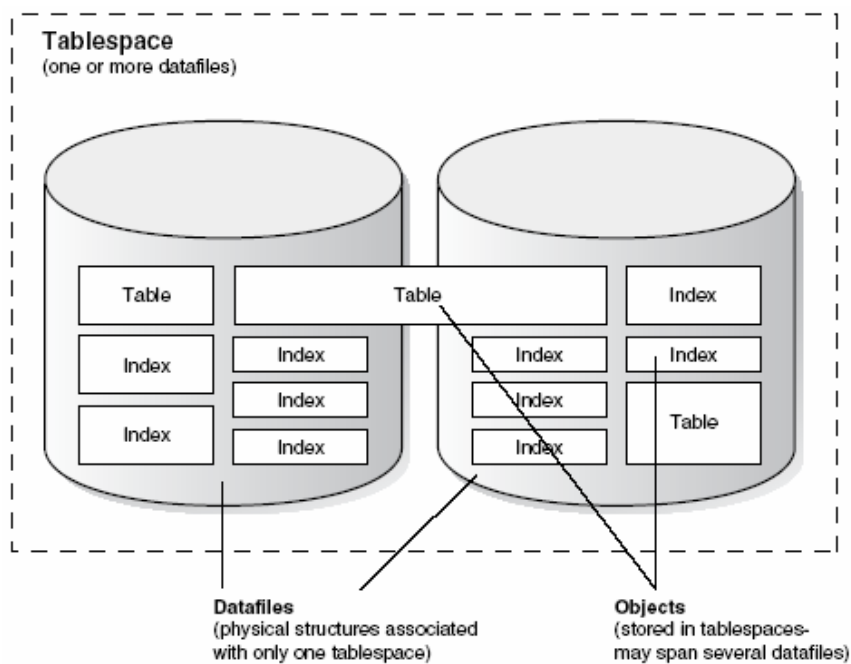 Tablespace
(one or more datafiles)
Table
Table
Index
Index
Index
Index
Index
Index
Index
Index
Table
Index
Index
Index
Datafiles
(physical structures associated
with only one tablespace)
Objects
(stored in tablespaces-
may span several datafiles)